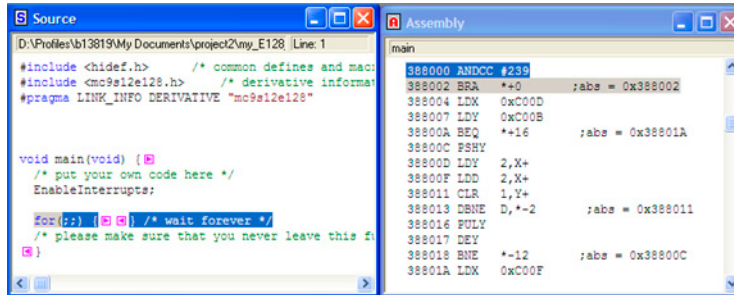 Source
D:\Profiles\b13819\My Documents\project2\my_E128 Line: 1
#include <hidef.h> /* common defines and mac
#include <mc9s12e128.h> /* derivative informat
#pragma LINK_INFO DERIVATIVE "mc9s12e128"
void main(void) {
/* put your own code here */
EnableInterrupts;
for(;;) {} /* wait forever */
/* please make sure that you never leave this fu
}
Assembly
main
388000 ANDCC #239
388002 BRA *+0 ;abs = 0x388002
388004 LDX 0xC00D
388007 LDY 0xC00B
38800A BEQ *+16 ;abs = 0x38801A
38800C PSHY
38800D LDY 2,X+
38800F LDD 2,X+
388011 CLR 1,Y+
388013 DBNE D,*-2 ;abs = 0x388011
388016 PULY
388017 DEY
388018 BNE *-12 ;abs = 0x38800C
38801A LDX 0xC00F